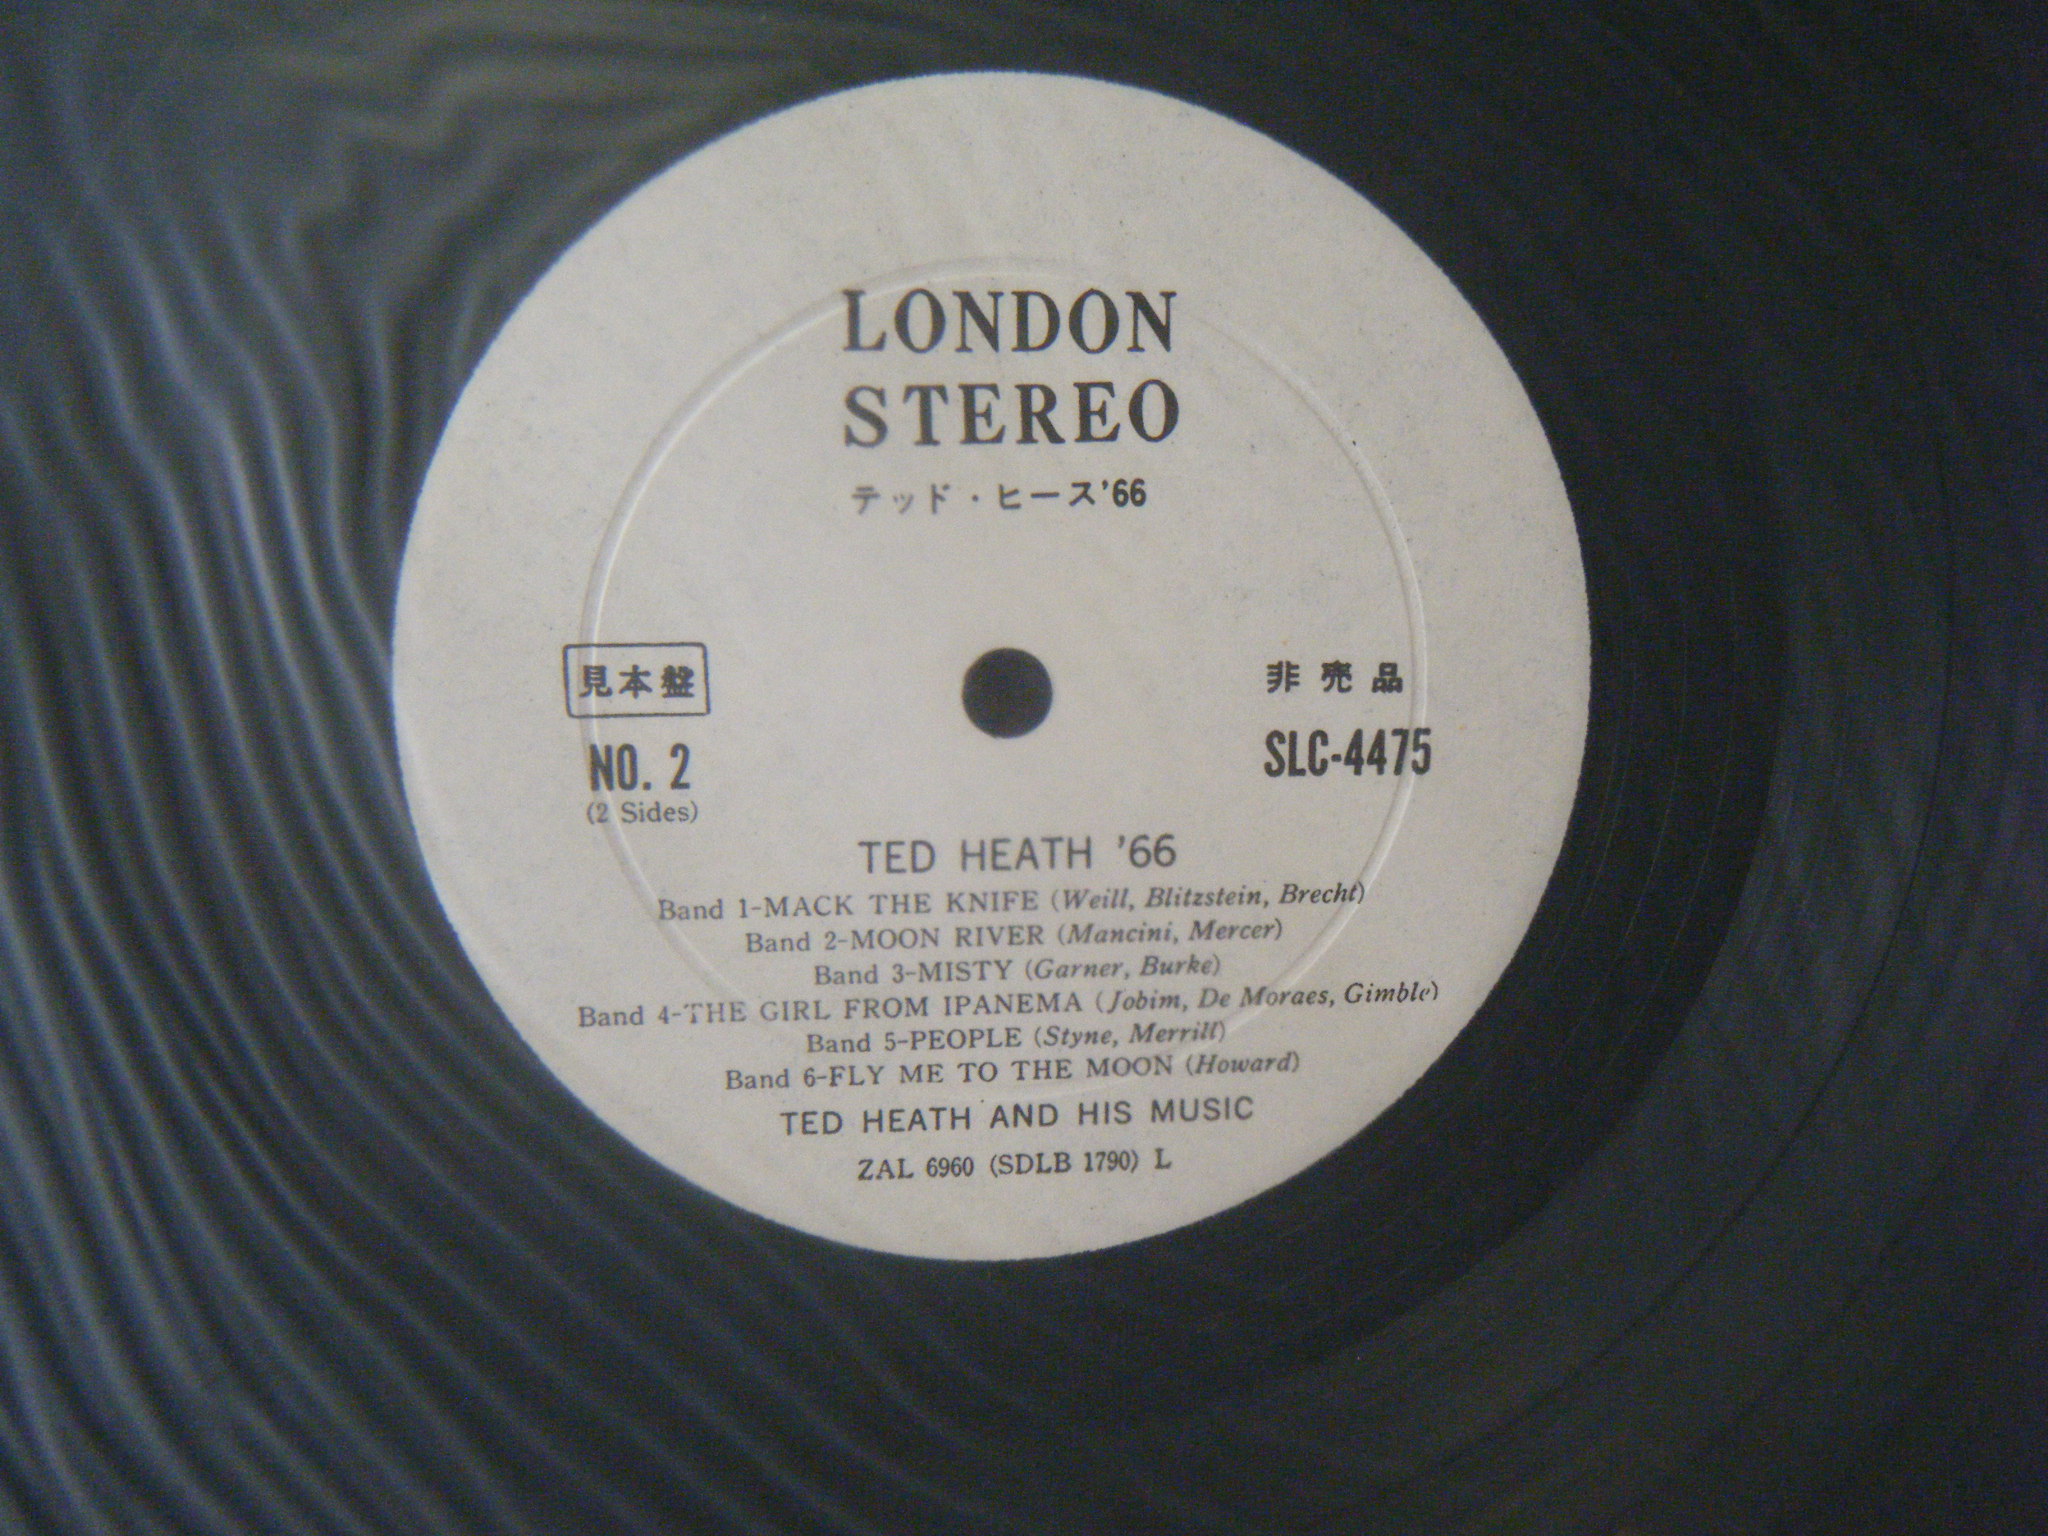 LONDON
STEREO
テッド・ヒース'66
見本盤
非売品
NO. 2
(2 Sides)
SLC-4475
TED HEATH '66
Band 1-MACK THE KNIFE (Weill, Blitzstein, Brecht)
Band 2-MOON RIVER (Mancini, Mercer)
Band 3-MISTY (Garner, Burke)
Band 4-THE GIRL FROM IPANEMA (Jobim, De Moraes, Gimble)
Band 5-PEOPLE (Styne, Merrill)
Band 6-FLY ME TO THE MOON (Howard)
TED HEATH AND HIS MUSIC
ZAL 6960 (SDLB 1790) L